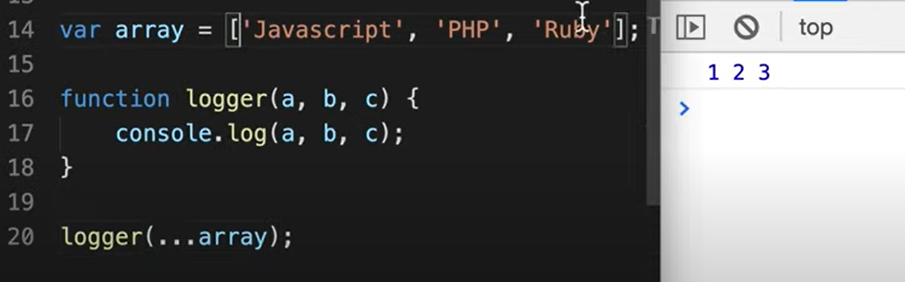 14 var array = ['Javascript', 'PHP', 'Ruby'];
15
16 function logger(a, b, c) {
17     console.log(a, b, c);
18 }
19
20 logger(...array);
top
1 2 3
>